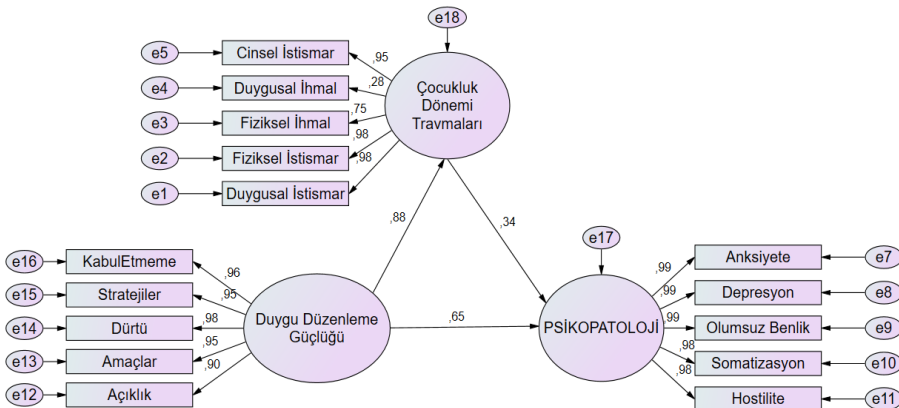 e18
e5
Cinsel İstismar
,95
e4
Duygusal İhmal
,28
e3
Fiziksel İhmal
,75
e2
Fiziksel İstismar
,98
e1
Duygusal İstismar
,98
Çocukluk
Dönemi
Travmaları
,88
,34
e16
KabulEtmeme
,96
e15
Stratejiler
,95
e14
Dürtü
,98
e13
Amaçlar
,95
e12
Açıklık
,90
Duygu Düzenleme
Güçlüğü
,65
e17
PSİKOPATOLOJİ
,99
Anksiyete
e7
,99
Depresyon
e8
,99
Olumsuz Benlik
e9
,98
Somatizasyon
e10
,98
Hostilite
e11